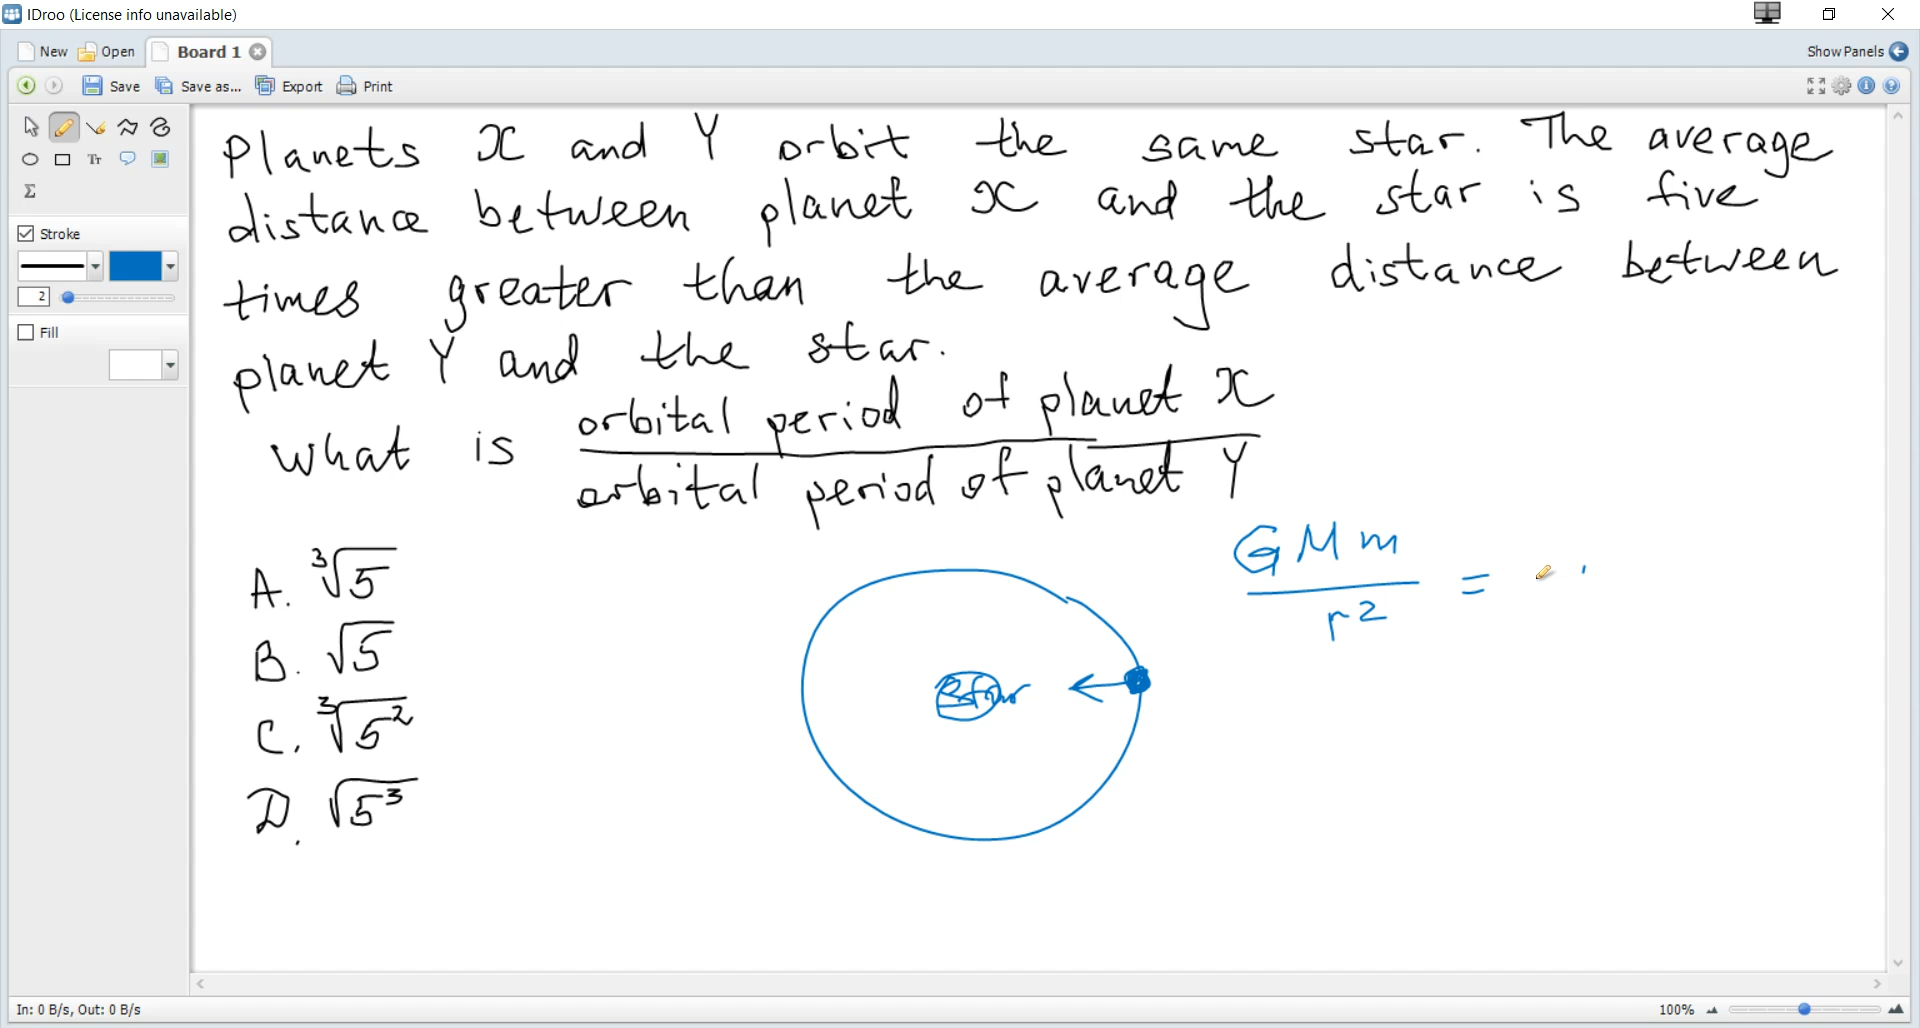 IDroo (License info unavailable)
New Open Board 1 Show Panels
Save Save as... Export Print
Tr
Σ
Stroke
2
Fill
Planets X and Y orbit the same star. The average
distance between planet X and the star is five
times greater than the average distance between
planet Y and the star.
What is orbital period of planet X
orbital period of planet Y
A. ∛5
B. √5
C. ∛5²
D. √5³
GMm
r² =
star
In: 0 B/s, Out: 0 B/s 100%